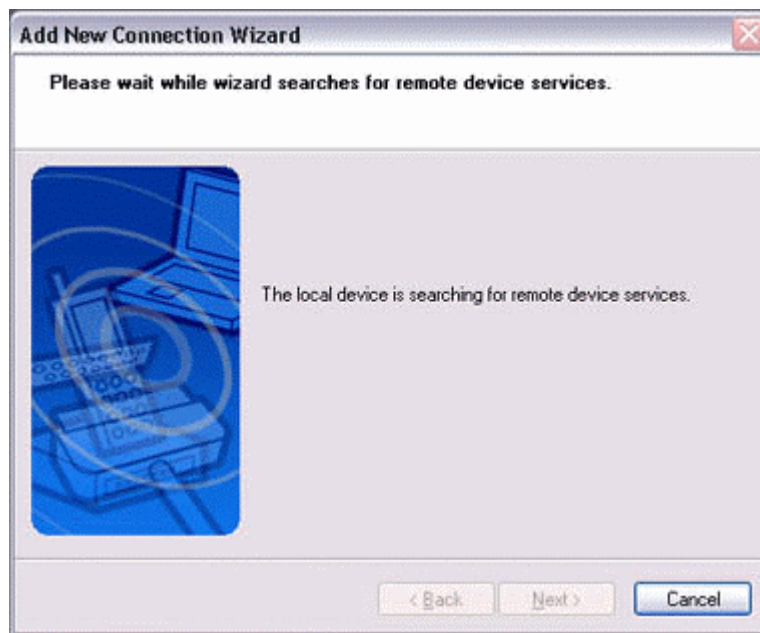 Add New Connection Wizard
Please wait while wizard searches for remote device services.
The local device is searching for remote device services.
< Back
Next >
Cancel